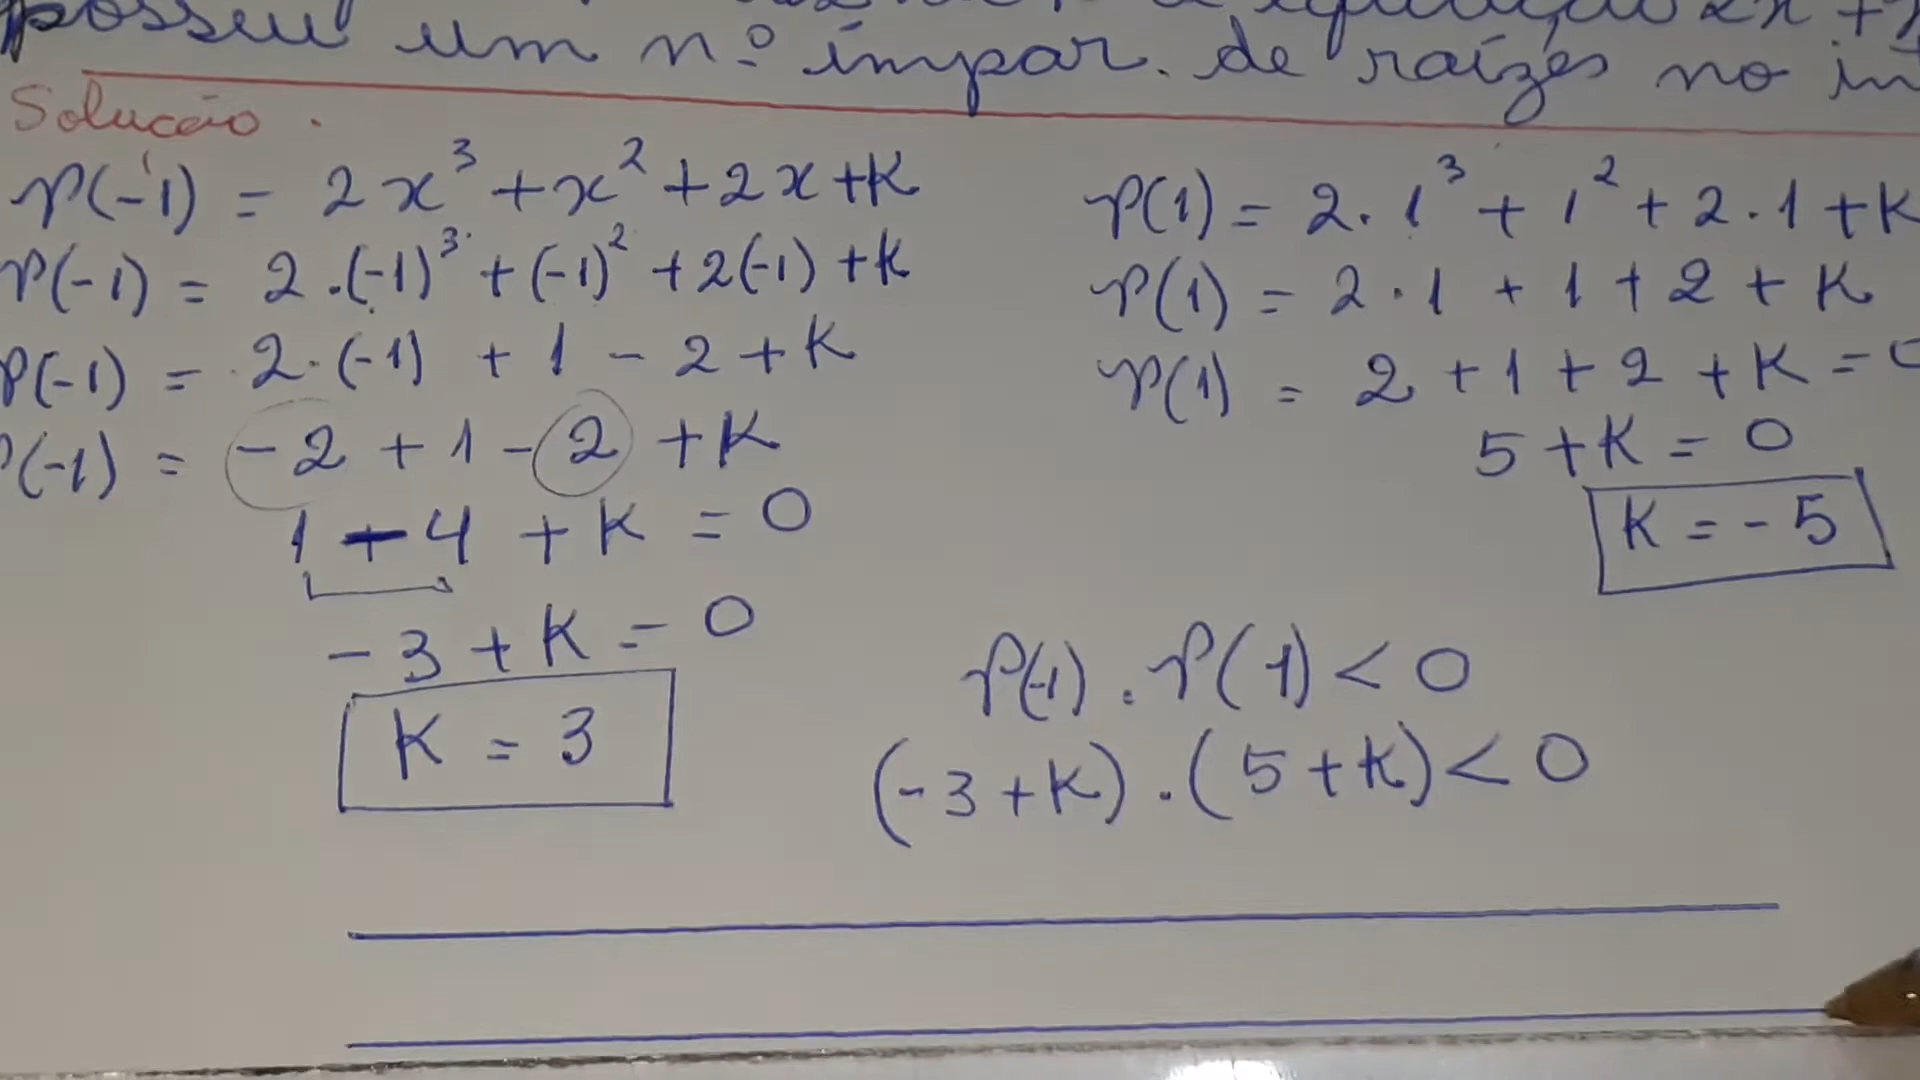 possui um nº ímpar. de raízes no in
Solução.
P(-1) = 2x³ + x² + 2x + K
P(-1) = 2.(-1)³ + (-1)² + 2(-1) + K
P(-1) = 2.(-1) + 1 - 2 + K
P(-1) = -2 + 1 - 2 + K
1 - 4 + K = 0
-3 + K = 0
K = 3
P(1) = 2.1³ + 1² + 2.1 + K
P(1) = 2.1 + 1 + 2 + K
P(1) = 2 + 1 + 2 + K = 0
5 + K = 0
K = -5
P(-1) . P(1) < 0
(-3 + K) . (5 + K) < 0